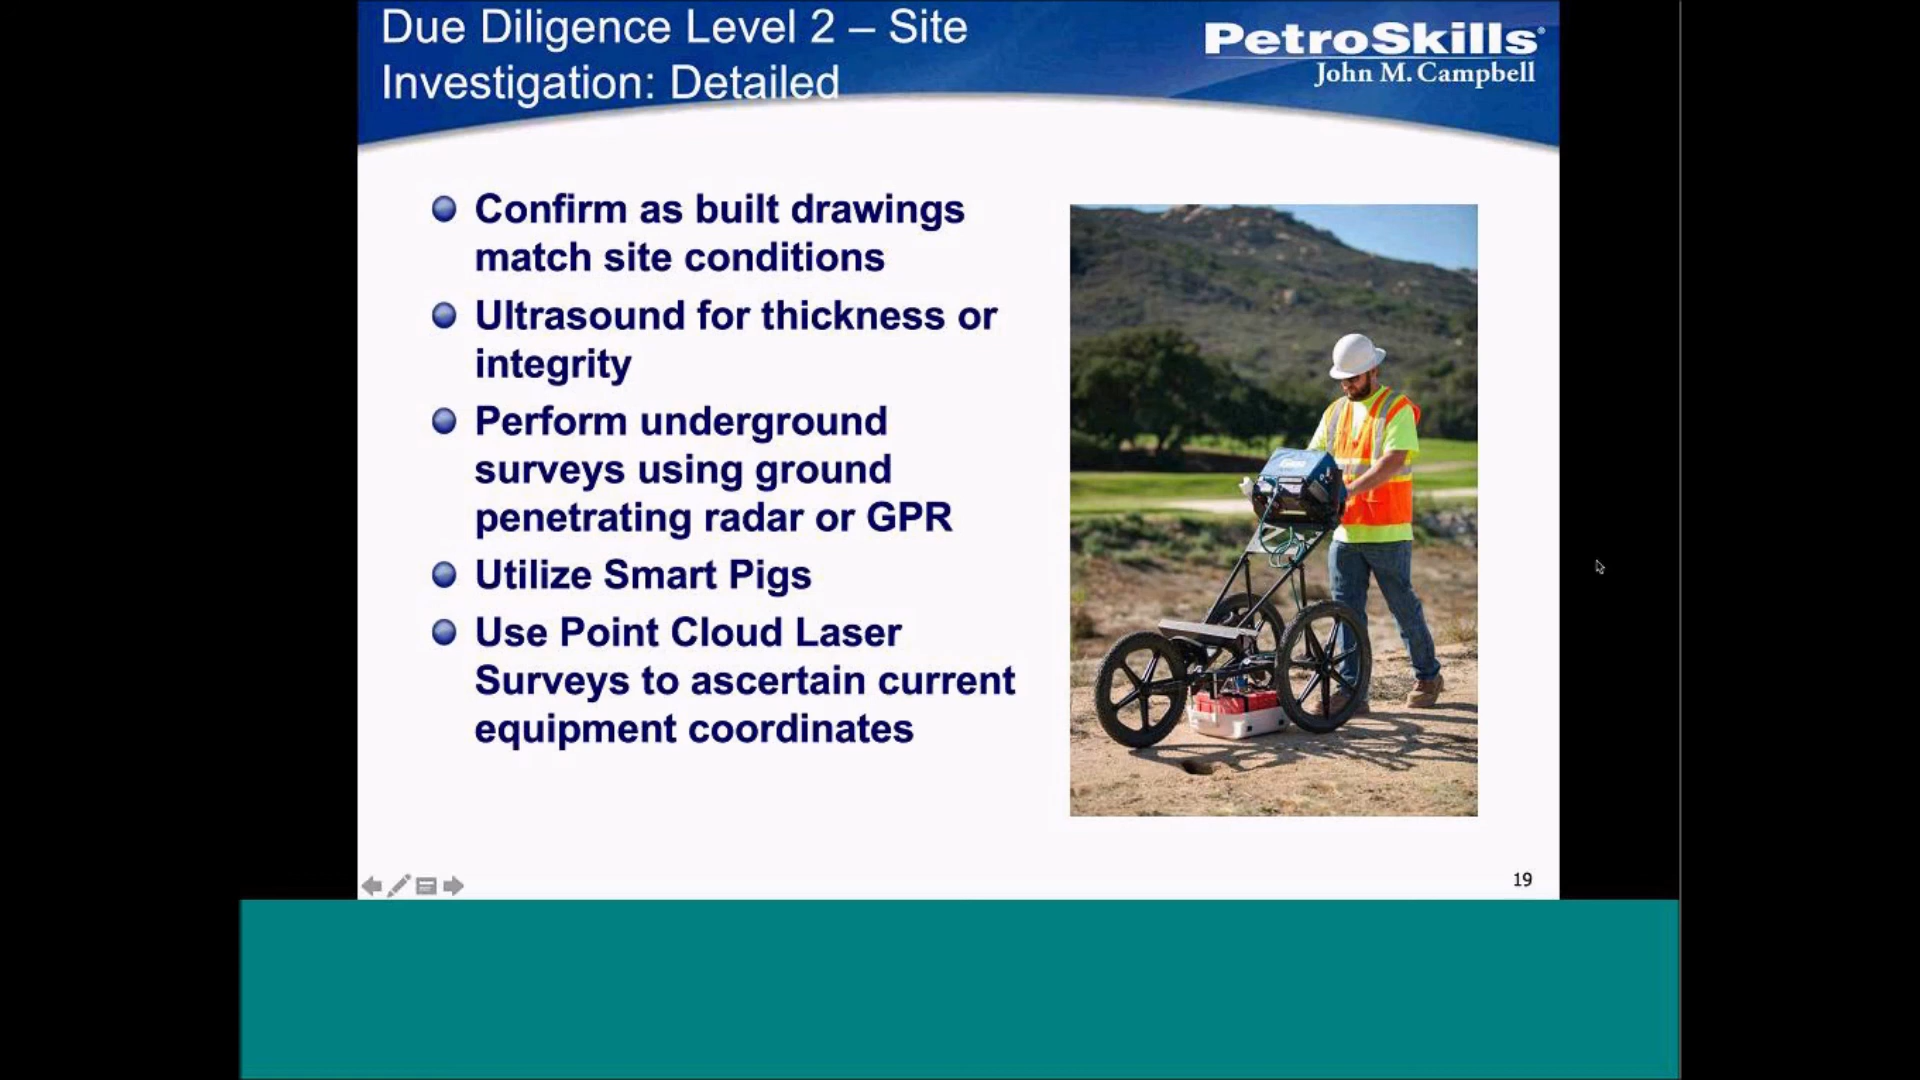 Due Diligence Level 2 – Site
Investigation: Detailed
PetroSkills®
John M. Campbell
Confirm as built drawings
match site conditions
Ultrasound for thickness or
integrity
Perform underground
surveys using ground
penetrating radar or GPR
Utilize Smart Pigs
Use Point Cloud Laser
Surveys to ascertain current
equipment coordinates
19